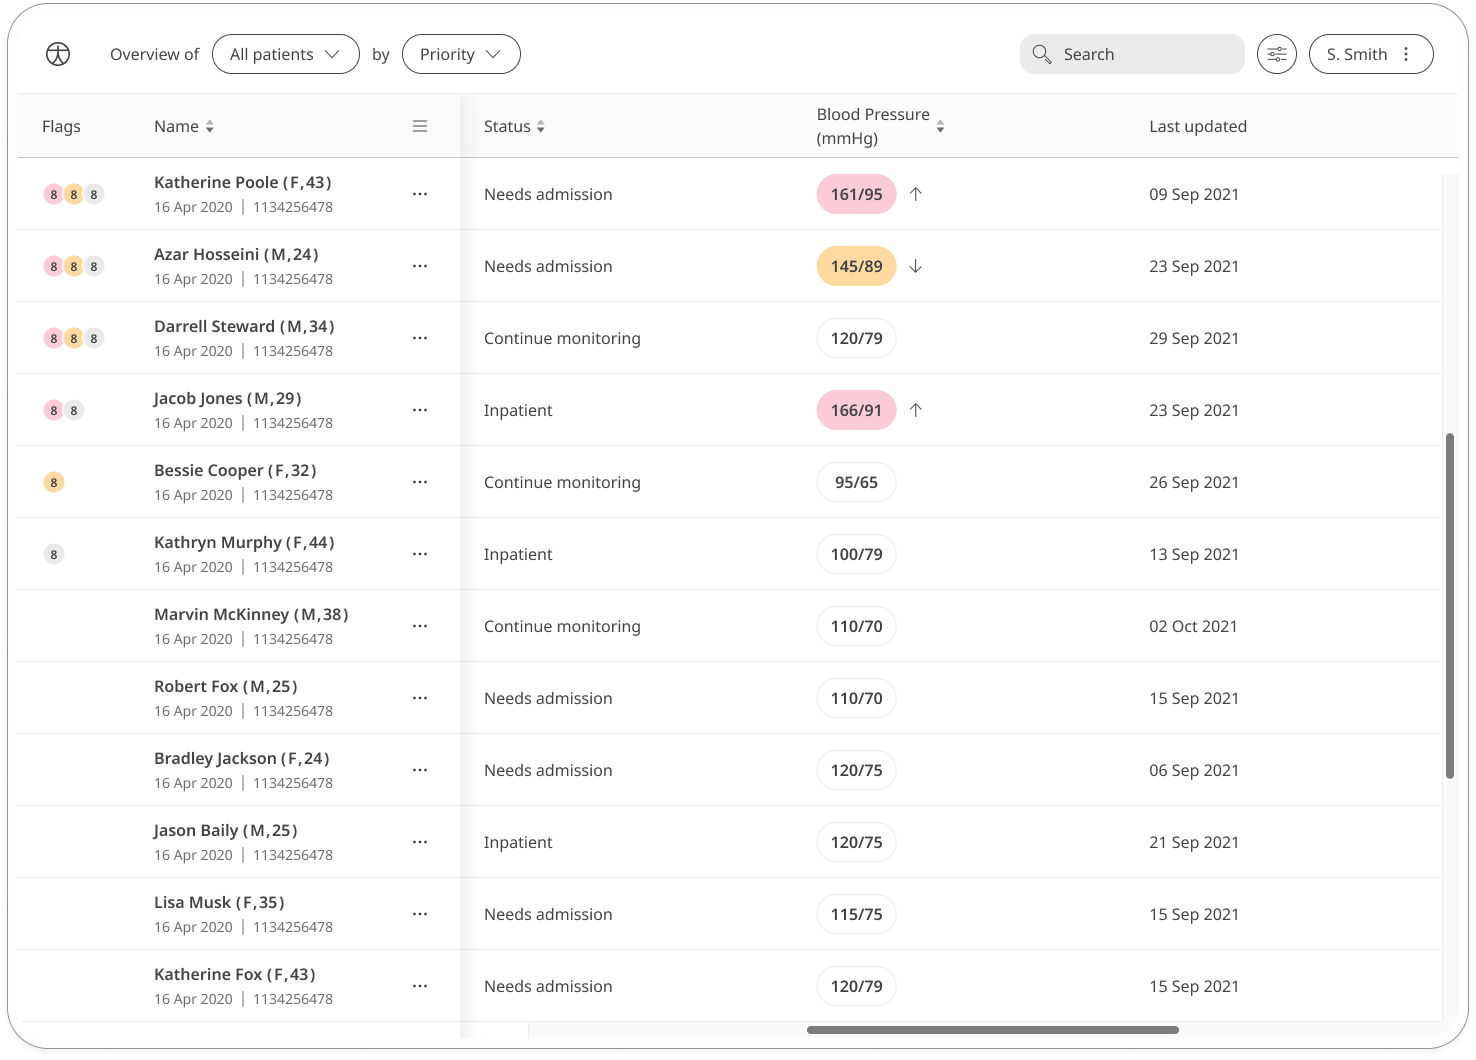 Overview of All patients by Priority Search S. Smith
Flags Name Status Blood Pressure (mmHg) Last updated
8 8 8 Katherine Poole (F,43) Needs admission 161/95 ↑ 09 Sep 2021
16 Apr 2020 | 1134256478
8 8 8 Azar Hosseini (M,24) Needs admission 145/89 ↓ 23 Sep 2021
16 Apr 2020 | 1134256478
8 8 8 Darrell Steward (M,34) Continue monitoring 120/79 29 Sep 2021
16 Apr 2020 | 1134256478
8 8 Jacob Jones (M,29) Inpatient 166/91 ↑ 23 Sep 2021
16 Apr 2020 | 1134256478
8 Bessie Cooper (F,32) Continue monitoring 95/65 26 Sep 2021
16 Apr 2020 | 1134256478
8 Kathryn Murphy (F,44) Inpatient 100/79 13 Sep 2021
16 Apr 2020 | 1134256478
Marvin McKinney (M,38) Continue monitoring 110/70 02 Oct 2021
16 Apr 2020 | 1134256478
Robert Fox (M,25) Needs admission 110/70 15 Sep 2021
16 Apr 2020 | 1134256478
Bradley Jackson (F,24) Needs admission 120/75 06 Sep 2021
16 Apr 2020 | 1134256478
Jason Baily (M,25) Inpatient 120/75 21 Sep 2021
16 Apr 2020 | 1134256478
Lisa Musk (F,35) Needs admission 115/75 15 Sep 2021
16 Apr 2020 | 1134256478
Katherine Fox (F,43) Needs admission 120/79 15 Sep 2021
16 Apr 2020 | 1134256478